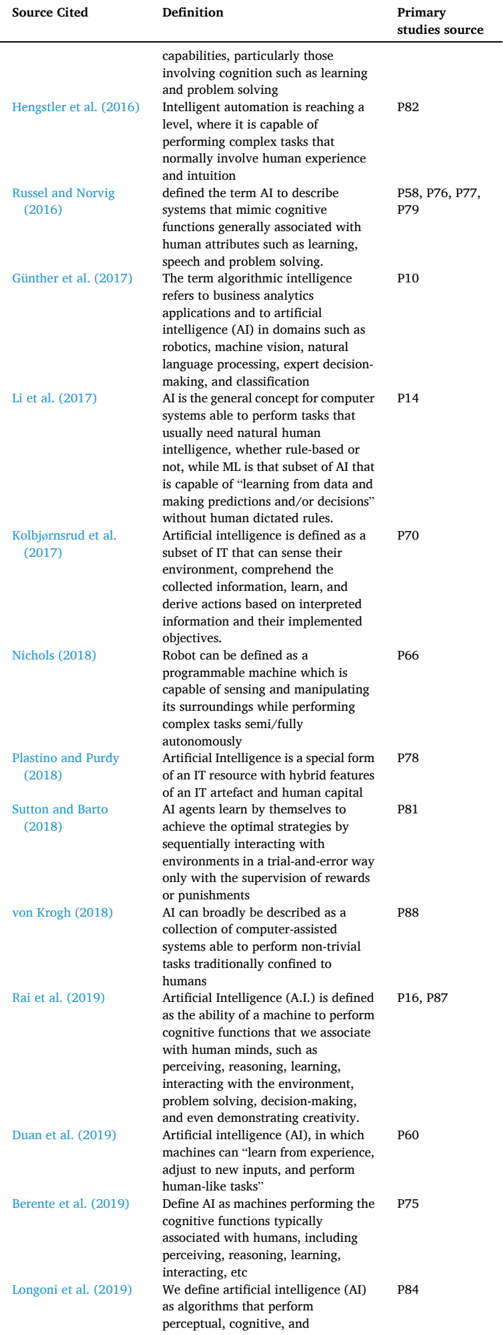 Source Cited Definition Primary
studies source
capabilities, particularly those
involving cognition such as learning
and problem solving
Hengstler et al. (2016) Intelligent automation is reaching a P82
level, where it is capable of
performing complex tasks that
normally involve human experience
and intuition
Russel and Norvig defined the term AI to describe P58, P76, P77,
(2016) systems that mimic cognitive P79
functions generally associated with
human attributes such as learning,
speech and problem solving.
Günther et al. (2017) The term algorithmic intelligence P10
refers to business analytics
applications and to artificial
intelligence (AI) in domains such as
robotics, machine vision, natural
language processing, expert decision-
making, and classification
Li et al. (2017) AI is the general concept for computer P14
systems able to perform tasks that
usually need natural human
intelligence, whether rule-based or
not, while ML is that subset of AI that
is capable of “learning from data and
making predictions and/or decisions”
without human dictated rules.
Kolbjørnsrud et al. Artificial intelligence is defined as a P70
(2017) subset of IT that can sense their
environment, comprehend the
collected information, learn, and
derive actions based on interpreted
information and their implemented
objectives.
Nichols (2018) Robot can be defined as a P66
programmable machine which is
capable of sensing and manipulating
its surroundings while performing
complex tasks semi/fully
autonomously
Plastino and Purdy Artificial Intelligence is a special form P78
(2018) of an IT resource with hybrid features
of an IT artefact and human capital
Sutton and Barto AI agents learn by themselves to P81
(2018) achieve the optimal strategies by
sequentially interacting with
environments in a trial-and-error way
only with the supervision of rewards
or punishments
von Krogh (2018) AI can broadly be described as a P88
collection of computer-assisted
systems able to perform non-trivial
tasks traditionally confined to
humans
Rai et al. (2019) Artificial Intelligence (A.I.) is defined P16, P87
as the ability of a machine to perform
cognitive functions that we associate
with human minds, such as
perceiving, reasoning, learning,
interacting with the environment,
problem solving, decision-making,
and even demonstrating creativity.
Duan et al. (2019) Artificial intelligence (AI), in which P60
machines can “learn from experience,
adjust to new inputs, and perform
human-like tasks”
Berente et al. (2019) Define AI as machines performing the P75
cognitive functions typically
associated with humans, including
perceiving, reasoning, learning,
interacting, etc
Longoni et al. (2019) We define artificial intelligence (AI) P84
as algorithms that perform
perceptual, cognitive, and